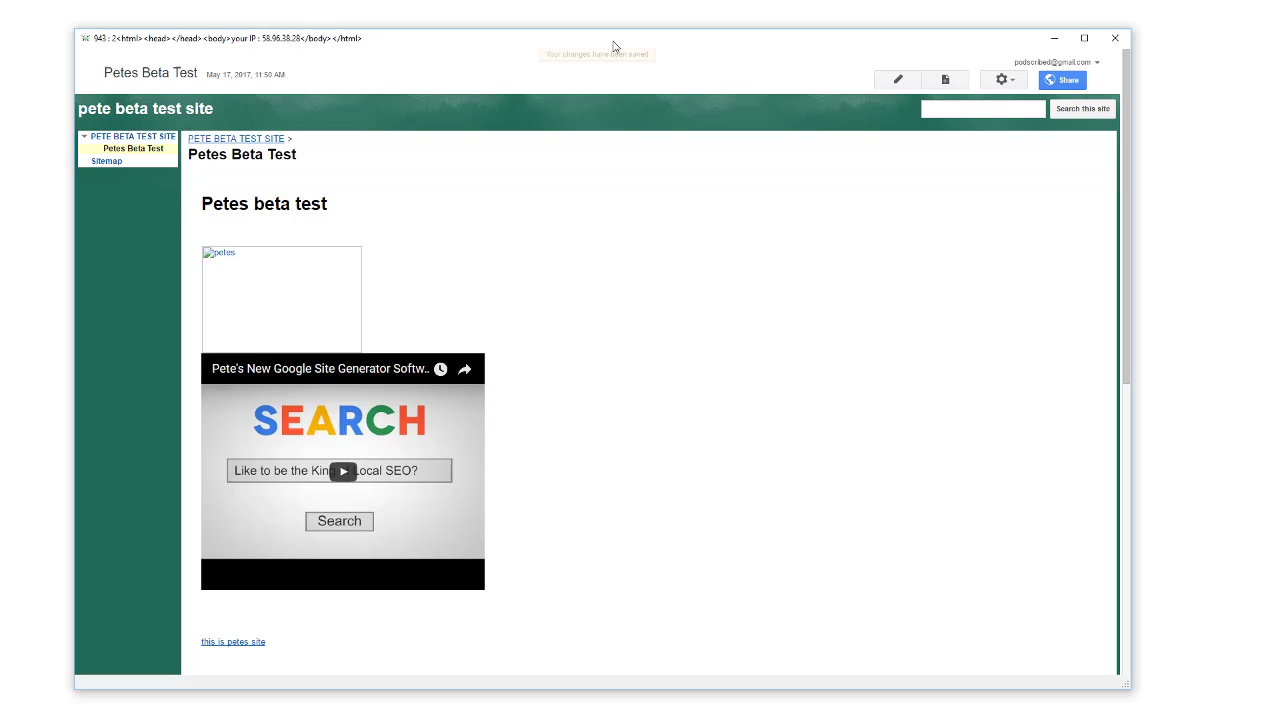 943 : 2<html> <head> </head> <body>your IP : 58.96.38.28</body> </html>
Your changes have been saved
podscribed@gmail.com
Petes Beta Test May 17, 2017, 11:50 AM
Share
pete beta test site
Search this site
PETE BETA TEST SITE
Petes Beta Test
Sitemap
PETE BETA TEST SITE >
Petes Beta Test
Petes beta test
petes
Pete's New Google Site Generator Softw..
SEARCH
Like to be the King of Local SEO?
Search
this is petes site